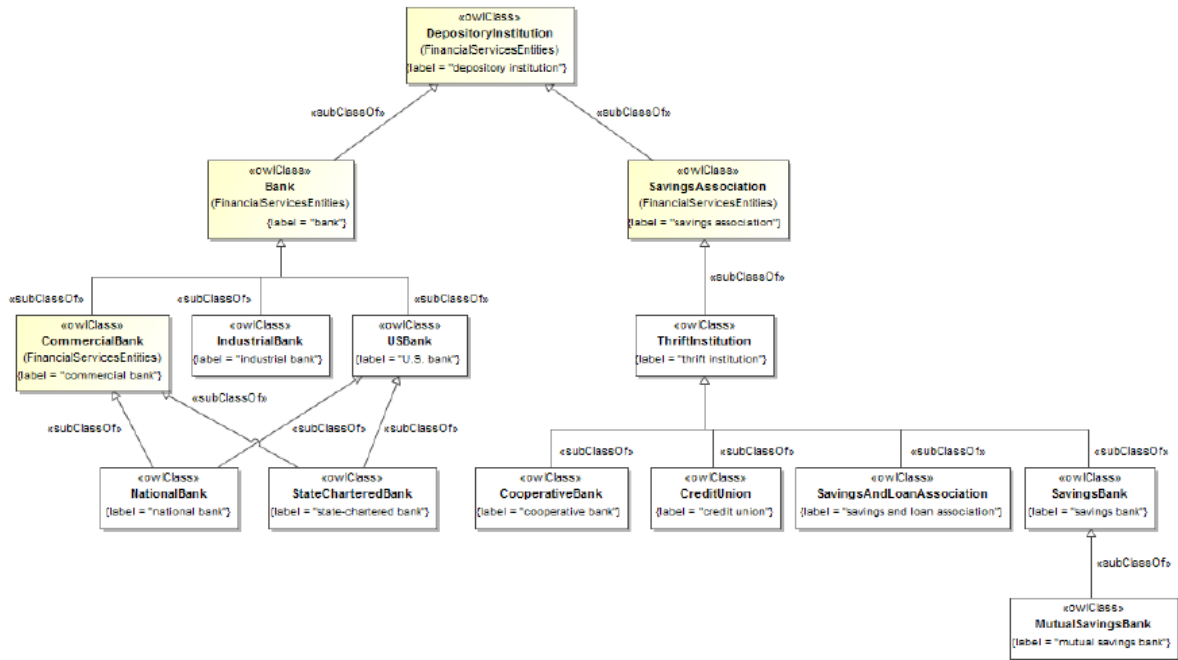 «owlClass»
DepositoryInstitution
(FinancialServicesEntities)
{label = "depository institution"}
«subClassOf»
«subClassOf»
«owlClass»
Bank
(FinancialServicesEntities)
{label = "bank"}
«owlClass»
SavingsAssociation
(FinancialServicesEntities)
{label = "savings association"}
«subClassOf»
«subClassOf»
«subClassOf»
«subClassOf»
«owlClass»
CommercialBank
(FinancialServicesEntities)
{label = "commercial bank"}
«owlClass»
IndustrialBank
{label = "industrial bank"}
«owlClass»
USBank
{label = "U.S. bank"}
«owlClass»
ThriftInstitution
{label = "thrift institution"}
«subClassOf»
«subClassOf»
«subClassOf»
«subClassOf»
«subClassOf»
«subClassOf»
«subClassOf»
«subClassOf»
«owlClass»
NationalBank
{label = "national bank"}
«owlClass»
StateCharteredBank
{label = "state-chartered bank"}
«owlClass»
CooperativeBank
{label = "cooperative bank"}
«owlClass»
CreditUnion
{label = "credit union"}
«owlClass»
SavingsAndLoanAssociation
{label = "savings and loan association"}
«owlClass»
SavingsBank
{label = "savings bank"}
«subClassOf»
«owlClass»
MutualSavingsBank
{label = "mutual savings bank"}